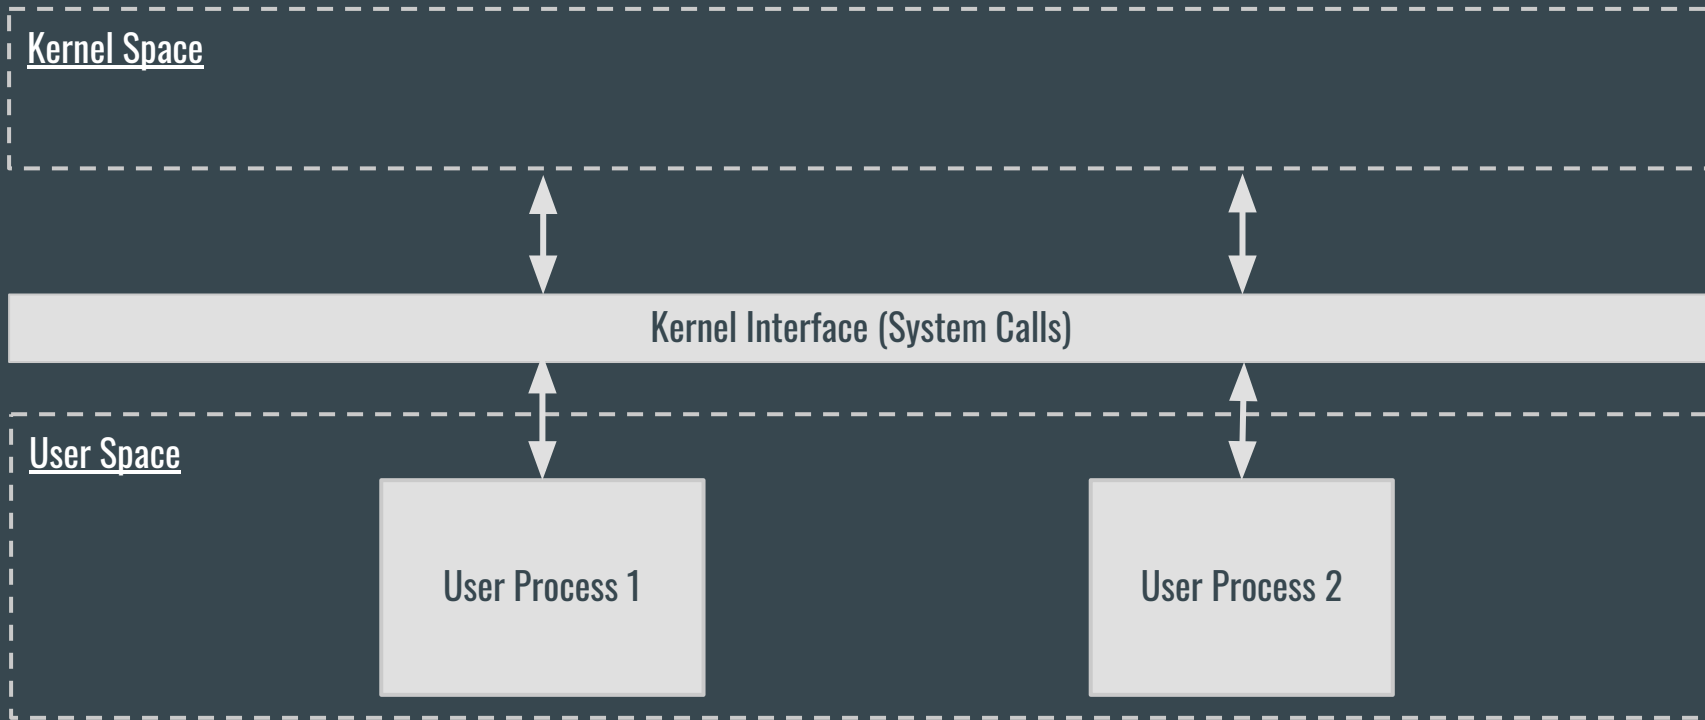 Kernel Space
Kernel Interface (System Calls)
User Space
User Process 1
User Process 2